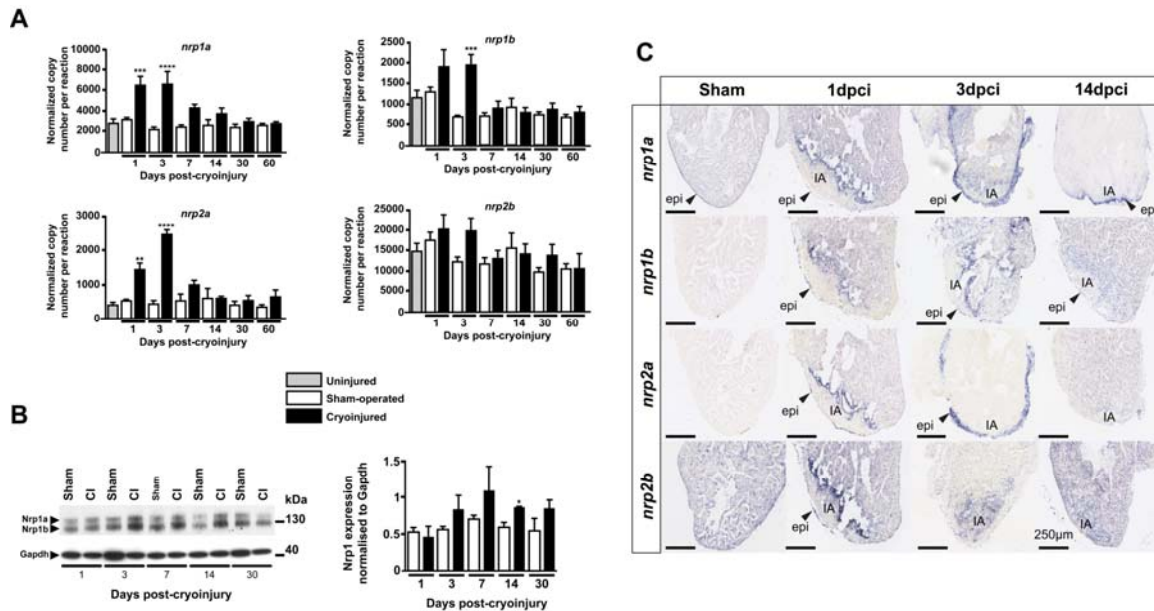 A
nrp1a
Normalized copy
number per reaction
10000
8000
6000
4000
2000
0
***
****
1 3 7 14 30 60
Days post-cryoinjury
nrp1b
Normalized copy
number per reaction
2500
2000
1500
1000
500
0
***
1 3 7 14 30 60
Days post-cryoinjury
nrp2a
Normalized copy
number per reaction
3000
2000
1000
0
**
****
1 3 7 14 30 60
Days post-cryoinjury
nrp2b
Normalized copy
number per reaction
25000
20000
15000
10000
5000
0
1 3 7 14 30 60
Days post-cryoinjury
Uninjured
Sham-operated
Cryoinjured
B
Sham CI Sham CI Sham CI Sham CI Sham CI
kDa
Nrp1a
Nrp1b
130
Gapdh
40
1 3 7 14 30
Days post-cryoinjury
Nrp1 expression
normalised to Gapdh
1.5
1
0.5
0.0
*
1 3 7 14 30
Days post-cryoinjury
C
Sham 1dpci 3dpci 14dpci
nrp1a
epi
epi IA
epi IA
IA
ep
nrp1b
epi
epi
IA
epi
IA
nrp2a
epi IA
epi IA
IA
nrp2b
epi IA
IA
IA
250μm